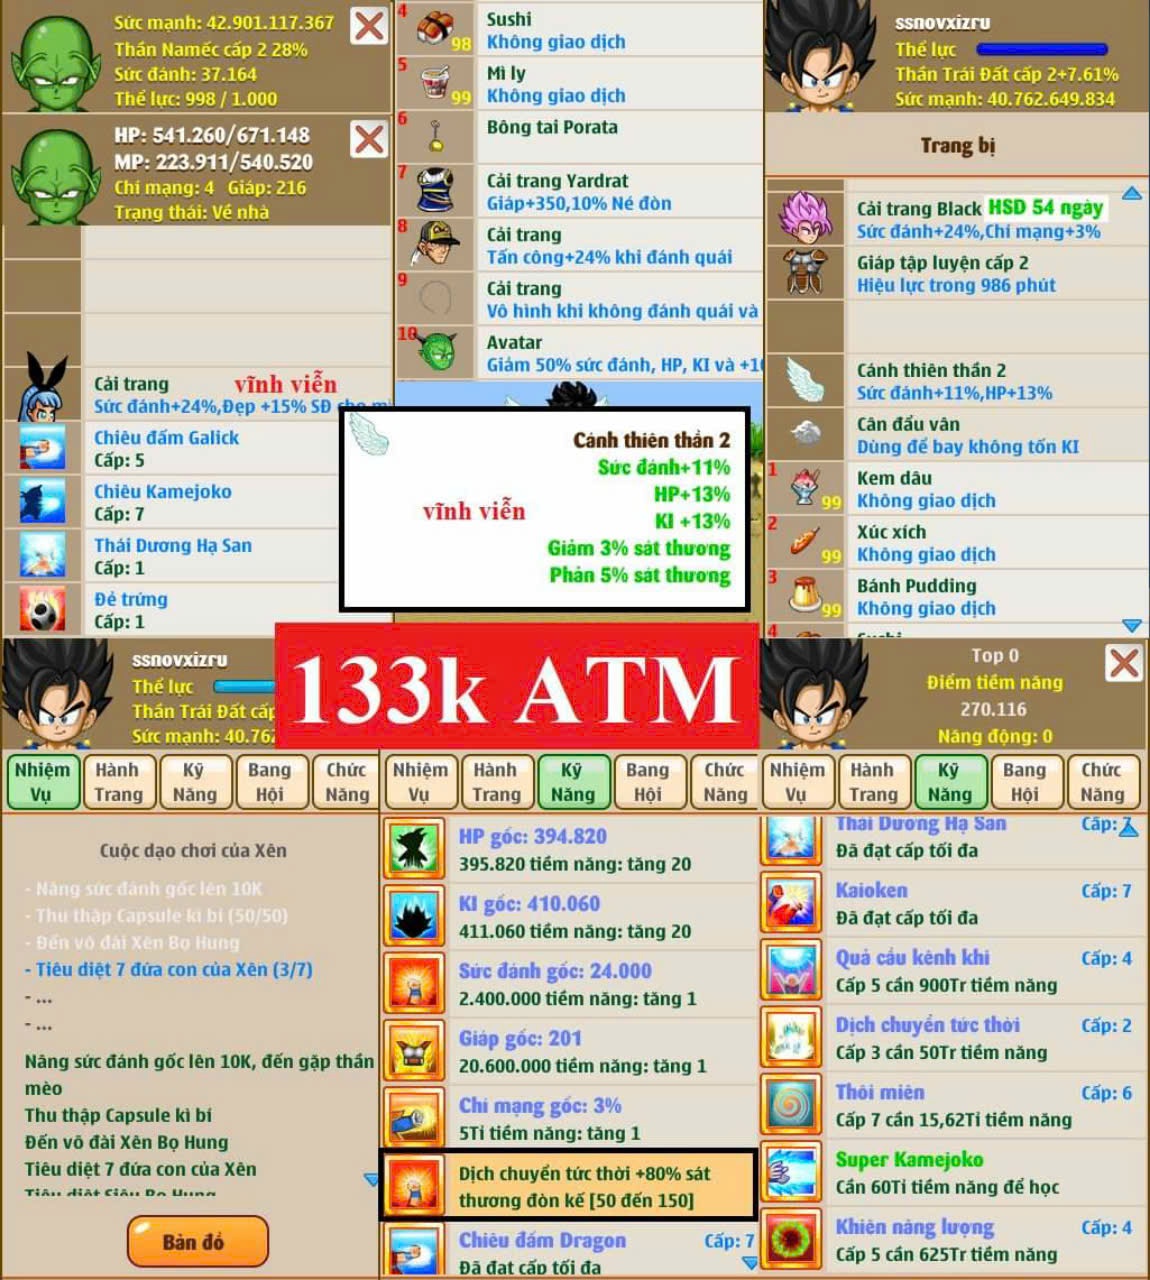 Sức mạnh: 42.901.117.367
Thần Namếc cấp 2 28%
Sức đánh: 37.164
Thể lực: 998 / 1.000
HP: 541.260/671.148
MP: 223.911/540.520
Chí mạng: 4 Giáp: 216
Trạng thái: Về nhà
Cải trang vĩnh viễn
Sức đánh+24%,Đẹp +15% SĐ cho m
Chiêu đấm Galick
Cấp: 5
Chiêu Kamejoko
Cấp: 7
Thái Dương Hạ San
Cấp: 1
Đẻ trứng
Cấp: 1
4
Sushi
98
Không giao dịch
5
Mì ly
99
Không giao dịch
6
Bông tai Porata
7
Cải trang Yardrat
Giáp+350,10% Né đòn
8
Cải trang
Tấn công+24% khi đánh quái
9
Cải trang
Vô hình khi không đánh quái và
10
Avatar
Giảm 50% sức đánh, HP, KI và +10
ssnovxizru
Thể lực
Thần Trái Đất cấp 2+7.61%
Sức mạnh: 40.762.649.834
Trang bị
Cải trang Black HSD 54 ngày
Sức đánh+24%,Chí mạng+3%
Giáp tập luyện cấp 2
Hiệu lực trong 986 phút
Cánh thiên thần 2
Sức đánh+11%,HP+13%
Cân đẩu vân
Dùng để bay không tốn KI
1
Kem dâu
99
Không giao dịch
2
Xúc xích
99
Không giao dịch
3
Bánh Pudding
99
Không giao dịch
4
Sushi
Cánh thiên thần 2
Sức đánh+11%
HP+13%
vĩnh viễn
KI +13%
Giảm 3% sát thương
Phản 5% sát thương
133k ATM
ssnovxizru
Thể lực
Thần Trái Đất cấp
Sức mạnh: 40.762
Nhiệm Vụ
Hành Trang
Kỹ Năng
Bang Hội
Chức Năng
Cuộc dạo chơi của Xên
- Nâng sức đánh gốc lên 10K
- Thu thập Capsule kì bí (50/50)
- Đến võ đài Xên Bọ Hung
- Tiêu diệt 7 đứa con của Xên (3/7)
- ...
- ...
Nâng sức đánh gốc lên 10K, đến gặp thần
mèo
Thu thập Capsule kì bí
Đến võ đài Xên Bọ Hung
Tiêu diệt 7 đứa con của Xên
Tiêu diệt Siêu Bọ Hung
Bản đồ
Nhiệm Vụ
Hành Trang
Kỹ Năng
Bang Hội
Chức Năng
HP gốc: 394.820
395.820 tiềm năng: tăng 20
KI gốc: 410.060
411.060 tiềm năng: tăng 20
Sức đánh gốc: 24.000
2.400.000 tiềm năng: tăng 1
Giáp gốc: 201
20.600.000 tiềm năng: tăng 1
Chí mạng gốc: 3%
5Tỉ tiềm năng: tăng 1
Dịch chuyển tức thời +80% sát
thương đòn kế [50 đến 150]
Chiêu đấm Dragon Cấp: 7
Đã đạt cấp tối đa
Top 0
Điểm tiềm năng
270.116
Năng động: 0
Nhiệm Vụ
Hành Trang
Kỹ Năng
Bang Hội
Chức Năng
Thái Dương Hạ San Cấp: 7
Đã đạt cấp tối đa
Kaioken Cấp: 7
Đã đạt cấp tối đa
Quả cầu kênh khi Cấp: 4
Cấp 5 cần 900Tr tiềm năng
Dịch chuyển tức thời Cấp: 2
Cấp 3 cần 50Tr tiềm năng
Thôi miên Cấp: 6
Cấp 7 cần 15,62Tỉ tiềm năng
Super Kamejoko
Cần 60Tỉ tiềm năng để học
Khiên năng lượng Cấp: 4
Cấp 5 cần 625Tr tiềm năng